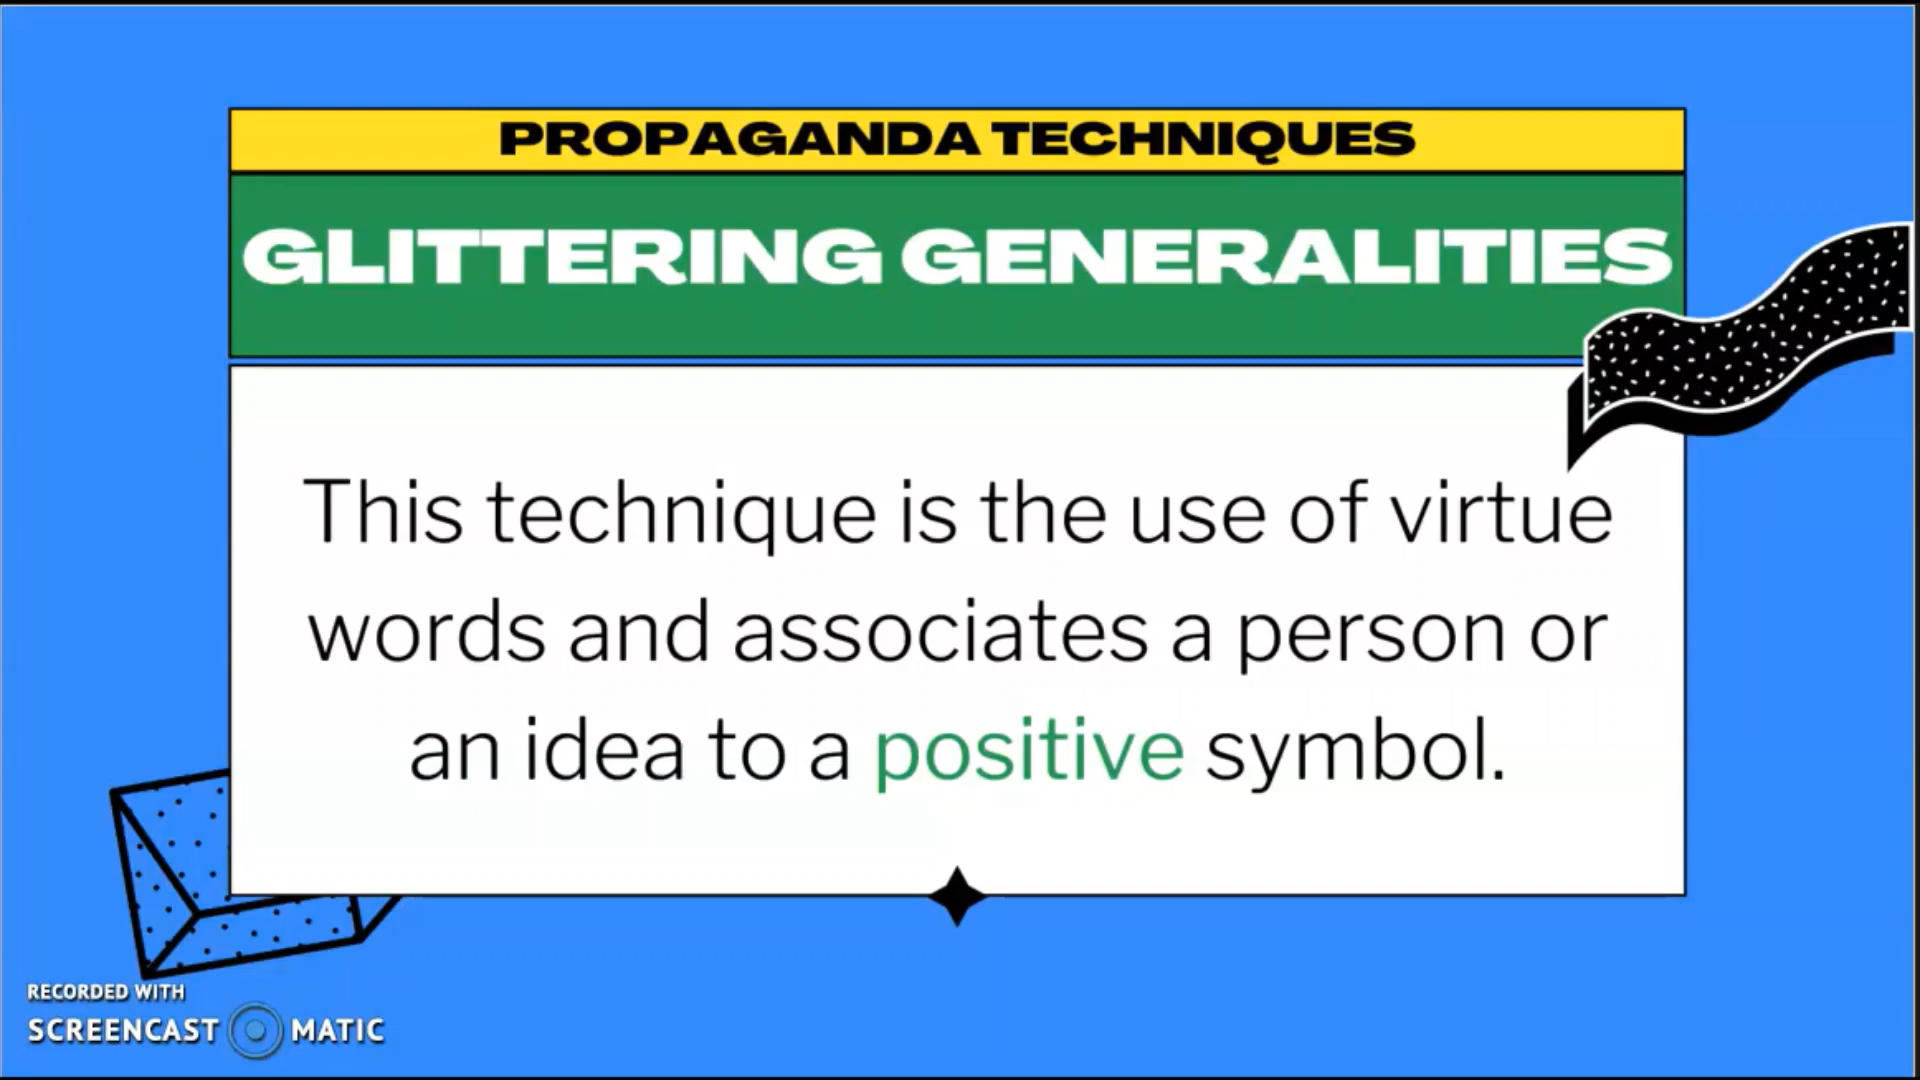 PROPAGANDA TECHNIQUES
GLITTERING GENERALITIES
This technique is the use of virtue
words and associates a person or
an idea to a positive symbol.
RECORDED WITH
SCREENCAST MATIC